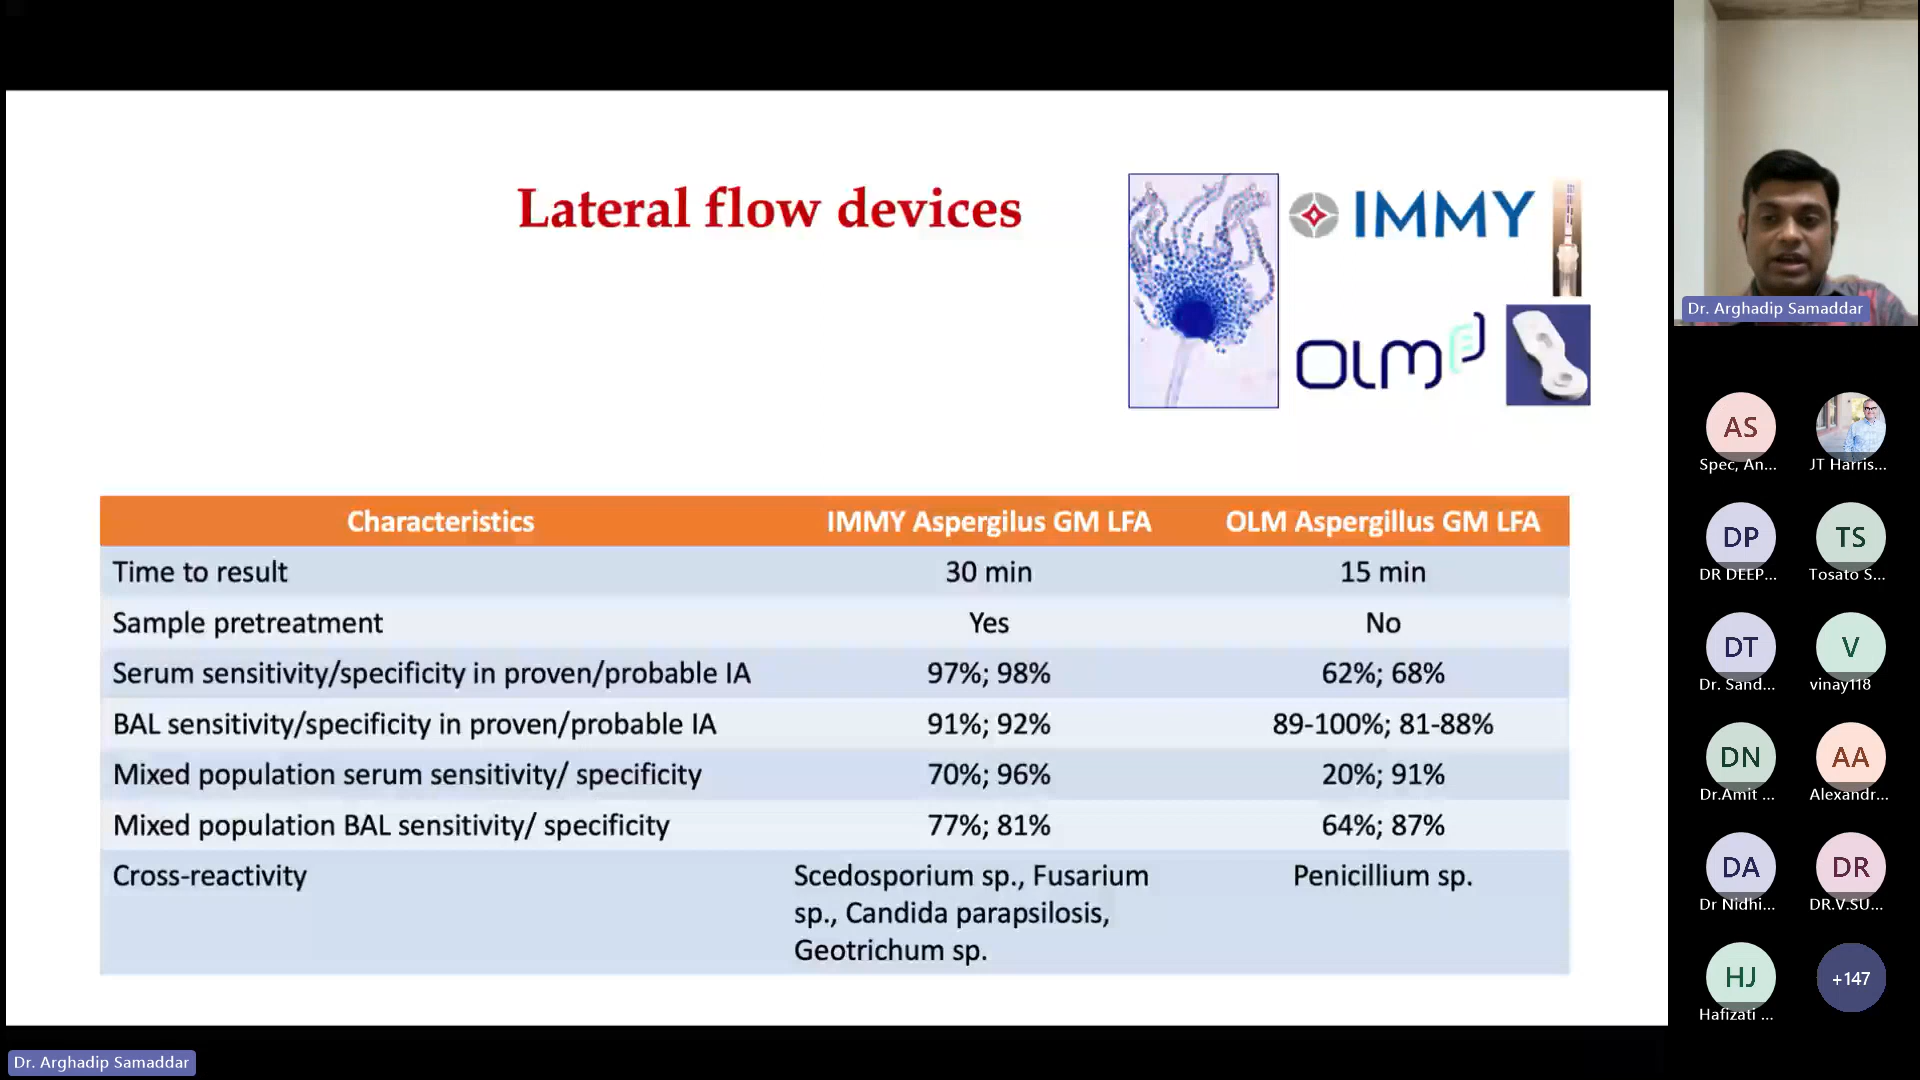 Lateral flow devices
IMMY
OLM
Characteristics IMMY Aspergilus GM LFA OLM Aspergillus GM LFA
Time to result 30 min 15 min
Sample pretreatment Yes No
Serum sensitivity/specificity in proven/probable IA 97%; 98% 62%; 68%
BAL sensitivity/specificity in proven/probable IA 91%; 92% 89-100%; 81-88%
Mixed population serum sensitivity/ specificity 70%; 96% 20%; 91%
Mixed population BAL sensitivity/ specificity 77%; 81% 64%; 87%
Cross-reactivity Scedosporium sp., Fusarium Penicillium sp.
sp., Candida parapsilosis,
Geotrichum sp.
Dr. Arghadip Samaddar
Dr. Arghadip Samaddar
AS
Spec, An... JT Harris...
DP TS
DR DEEP... Tosato S...
DT V
Dr. Sand... vinay118
DN AA
Dr.Amit ... Alexandr...
DA DR
Dr Nidhi... DR.V.SU...
HJ +147
Hafizati ...